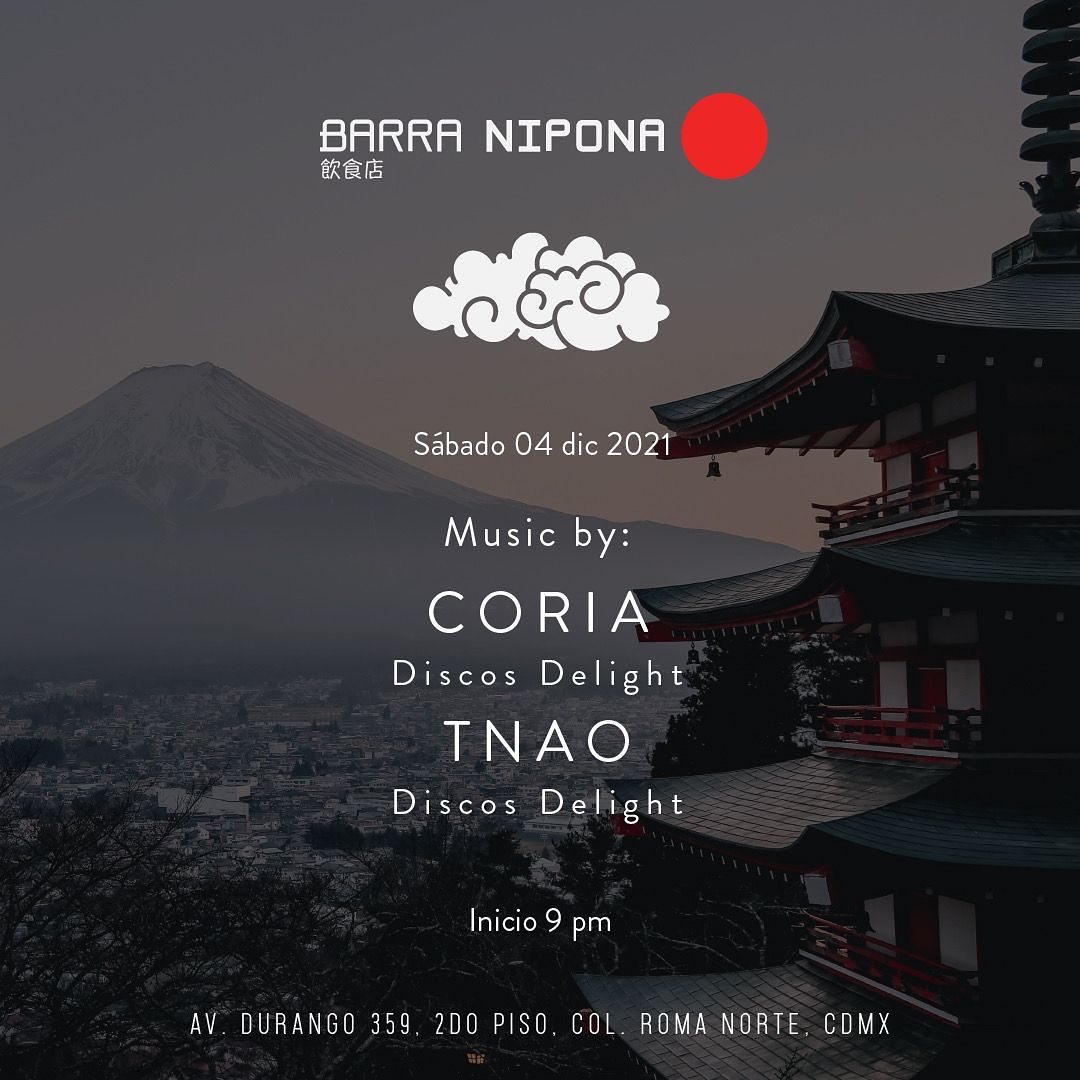 BARRA NIPONA
飲食店
Sábado 04 dic 2021
Music by:
CORIA
Discos Delight
TNAO
Discos Delight
Inicio 9 pm
AV. DURANGO 359, 2DO PISO, COL. ROMA NORTE, CDMX